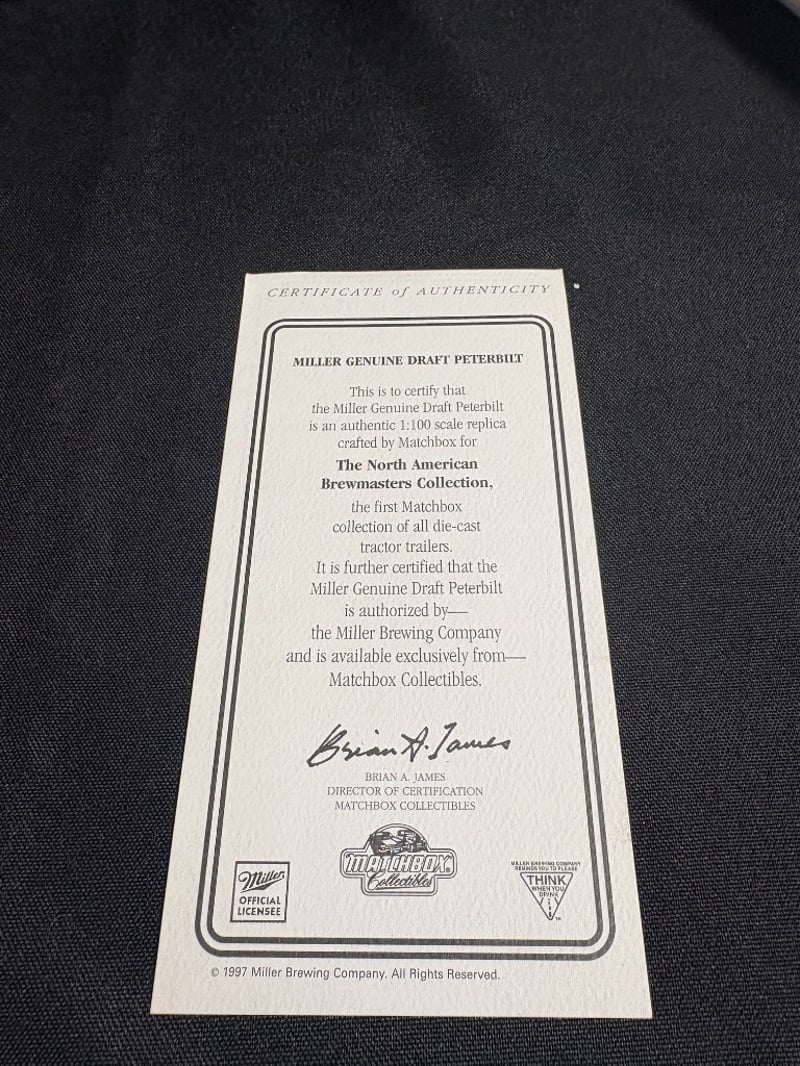 CERTIFICATE of AUTHENTICITY
MILLER GENUINE DRAFT PETERBILT
This is to certify that
the Miller Genuine Draft Peterbilt
is an authentic 1:100 scale replica
crafted by Matchbox for
The North American
Brewmasters Collection,
the first Matchbox
collection of all die-cast
tractor trailers.
It is further certified that the
Miller Genuine Draft Peterbilt
is authorized by—
the Miller Brewing Company
and is available exclusively from—
Matchbox Collectibles.
Brian A. James
BRIAN A. JAMES
DIRECTOR OF CERTIFICATION
MATCHBOX COLLECTIBLES
Miller
OFFICIAL
LICENSEE
MATCHBOX
Collectibles
MILLER BREWING COMPANY
REMINDS YOU TO PLEASE
THINK
WHEN YOU
DRINK
TM
© 1997 Miller Brewing Company. All Rights Reserved.